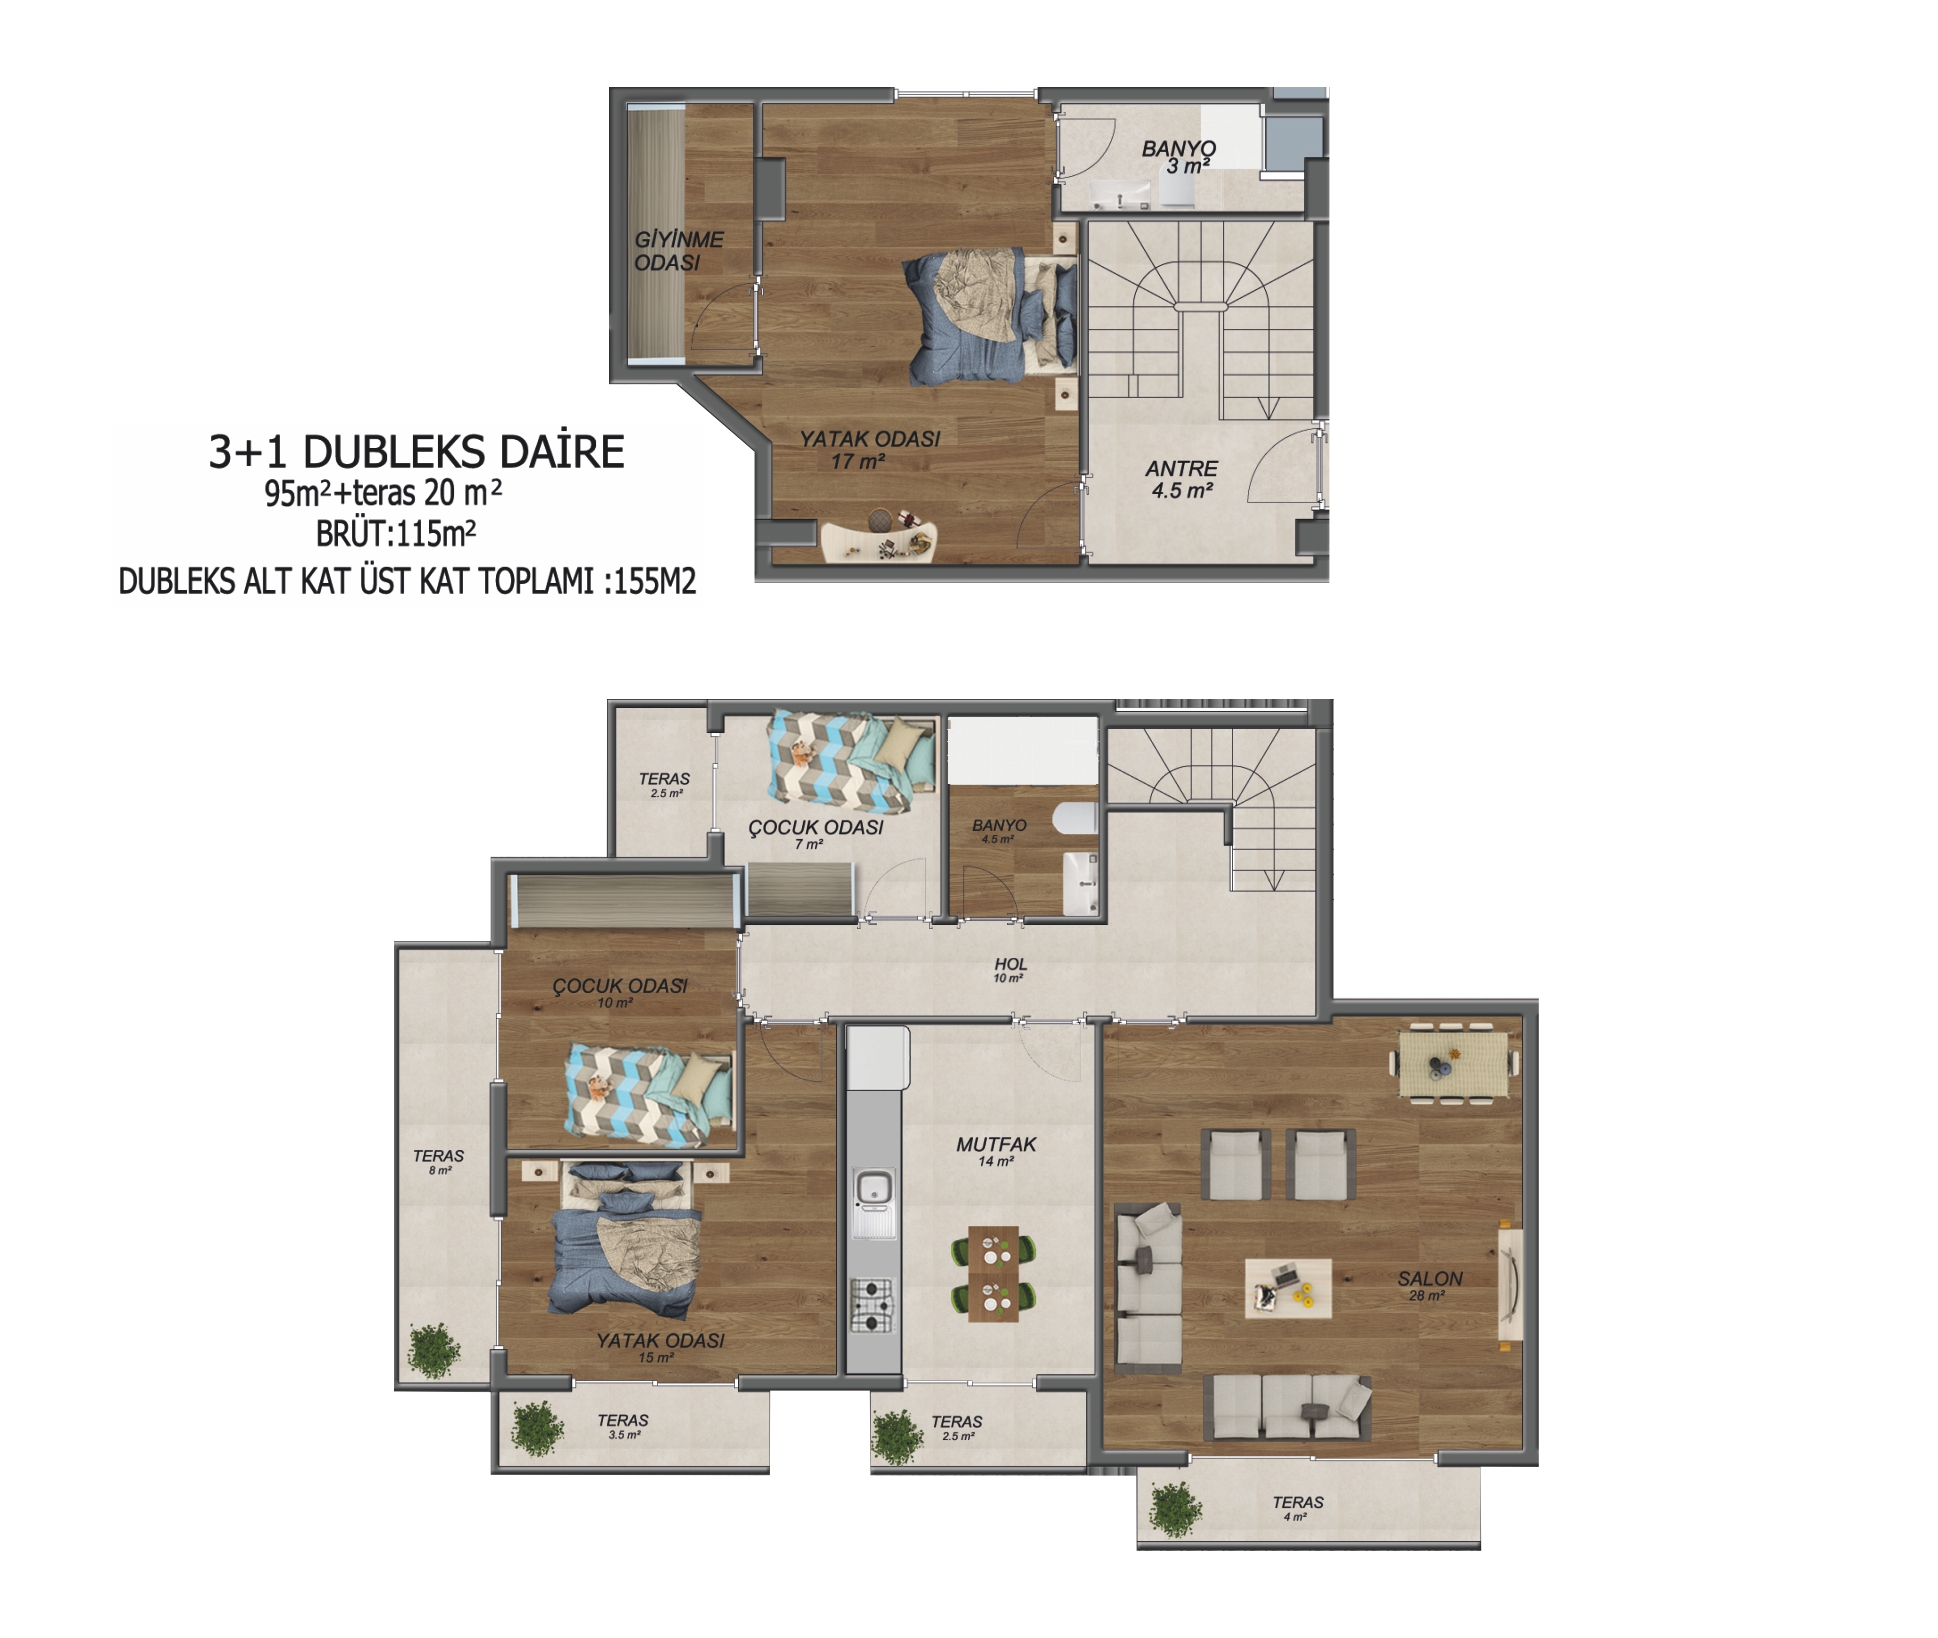 BANYO
3 m²
GİYİNME
ODASI
YATAK ODASI
17 m²
ANTRE
4.5 m²
3+1 DUBLEKS DAİRE
95m²+teras 20 m²
BRÜT:115m²
DUBLEKS ALT KAT ÜST KAT TOPLAMI :155M2
TERAS
2.5 m²
ÇOCUK ODASI
7 m²
BANYO
4.5 m²
HOL
10 m²
ÇOCUK ODASI
10 m²
TERAS
8 m²
MUTFAK
14 m²
SALON
28 m²
YATAK ODASI
15 m²
TERAS
3.5 m²
TERAS
2.5 m²
TERAS
4 m²